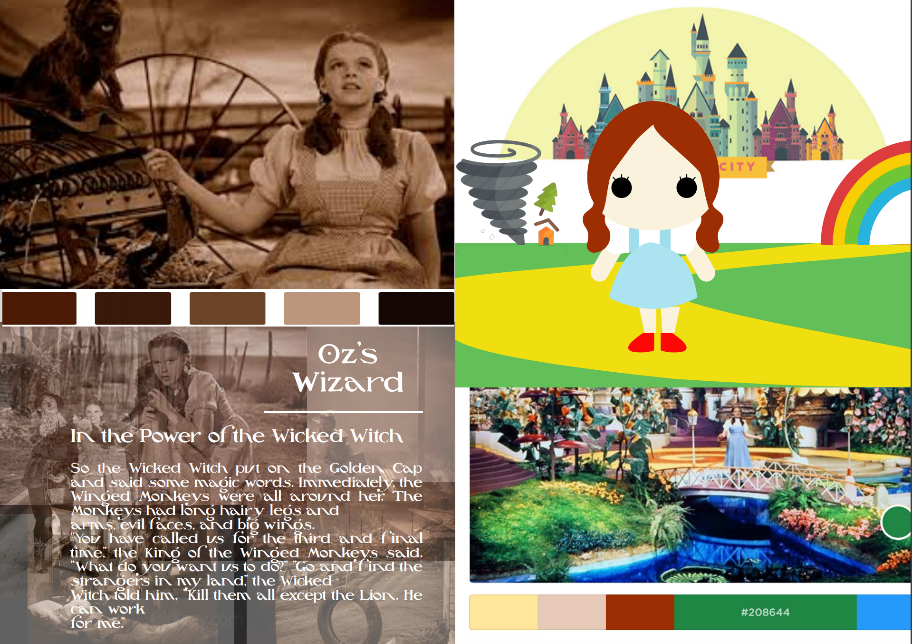 CITY
Oz's
Wizard
In the Power of the Wicked Witch
So the Wicked Witch put on the Golden Cap
and said some magic words. Immediately, the
Winged Monkeys were all around her. The
Monkeys had long hairy legs and
arms, evil faces, and big wings.
"You have called us for the third and final
time," the King of the Winged Monkeys said.
"What do you want us to do?" "Go and find the
strangers in my land," the Wicked
Witch told him. "Kill them all except the Lion. He
can work
for me."
#208644